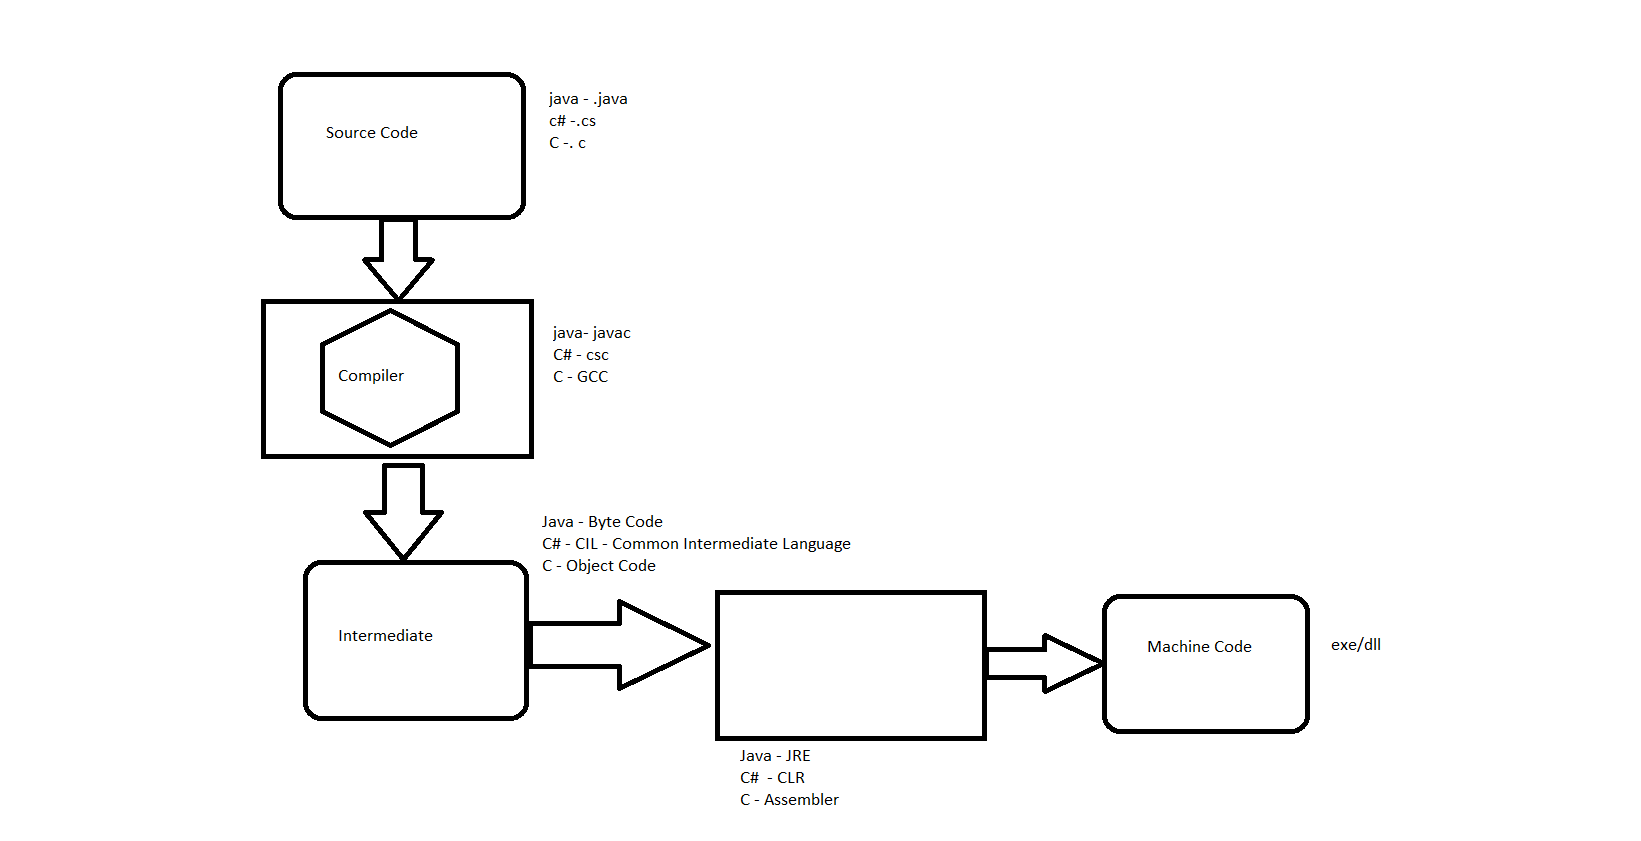 Source Code
java - .java
c# -.cs
C -. c
Compiler
java- javac
C# - csc
C - GCC
Java - Byte Code
C# - CIL - Common Intermediate Language
C - Object Code
Intermediate
Java - JRE
C#  - CLR
C - Assembler
Machine Code
exe/dll